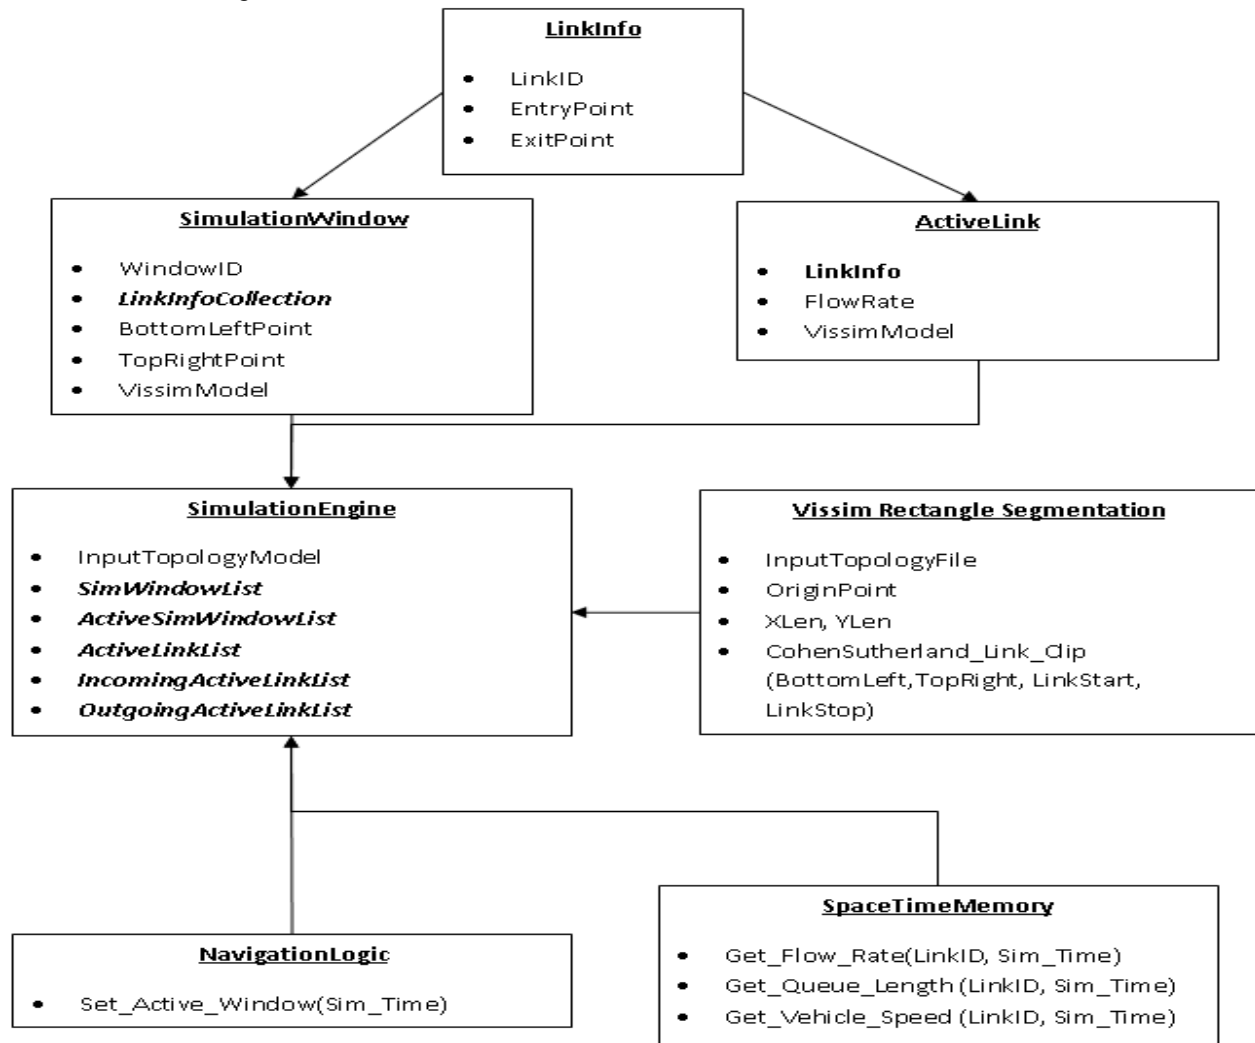 LinkInfo
• LinkID
• EntryPoint
• ExitPoint
SimulationWindow
• WindowID
• LinkInfoCollection
• BottomLeftPoint
• TopRightPoint
• VissimModel
ActiveLink
• LinkInfo
• FlowRate
• VissimModel
SimulationEngine
• InputTopologyModel
• SimWindowList
• ActiveSimWindowList
• ActiveLinkList
• IncomingActiveLinkList
• OutgoingActiveLinkList
Vissim Rectangle Segmentation
• InputTopologyFile
• OriginPoint
• XLen, YLen
• CohenSutherland_Link_Clip
(BottomLeft,TopRight, LinkStart,
LinkStop)
NavigationLogic
• Set_Active_Window(Sim_Time)
SpaceTimeMemory
• Get_Flow_Rate(LinkID, Sim_Time)
• Get_Queue_Length (LinkID, Sim_Time)
• Get_Vehicle_Speed (LinkID, Sim_Time)